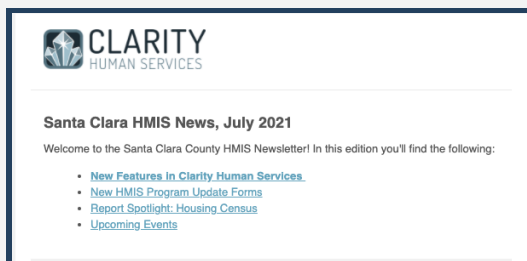 CLARITY
HUMAN SERVICES
Santa Clara HMIS News, July 2021
Welcome to the Santa Clara County HMIS Newsletter! In this edition you'll find the following:
• New Features in Clarity Human Services
• New HMIS Program Update Forms
• Report Spotlight: Housing Census
• Upcoming Events